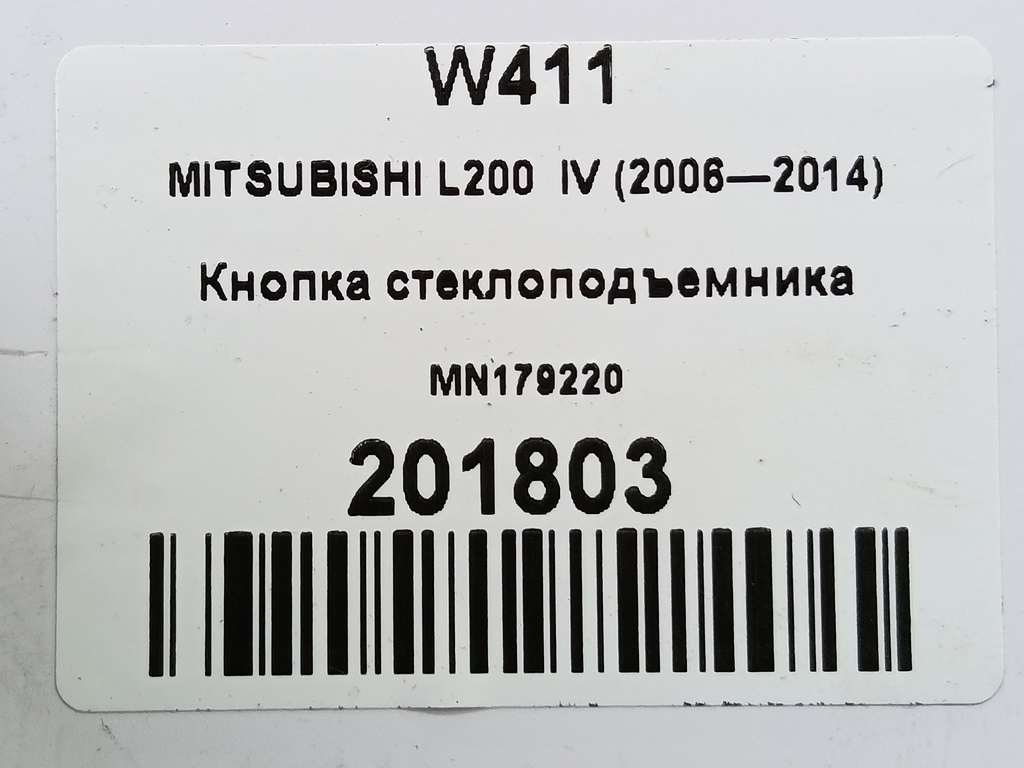 W411
MITSUBISHI L200 IV (2006—2014)
Кнопка стеклоподъемника
MN179220
201803